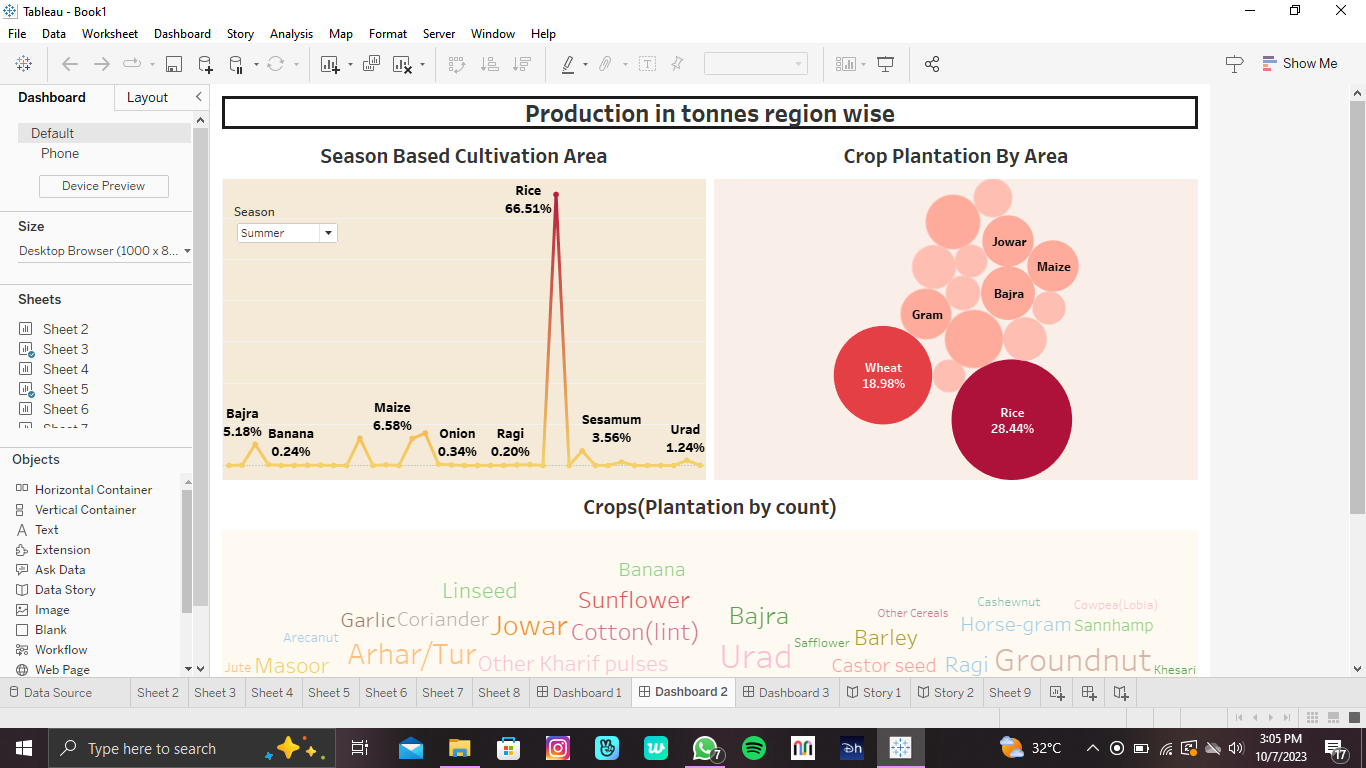 Tableau - Book1
File Data Worksheet Dashboard Story Analysis Map Format Server Window Help
Show Me
Dashboard Layout
Default
Phone
Device Preview
Size
Desktop Browser (1000 x 8...
Sheets
Sheet 2
Sheet 3
Sheet 4
Sheet 5
Sheet 6
Objects
Horizontal Container
Vertical Container
Text
Extension
Ask Data
Data Story
Image
Blank
Workflow
Web Page
Production in tonnes region wise
Season Based Cultivation Area
Season
Summer
Rice
66.51%
Bajra
5.18%
Banana
0.24%
Maize
6.58%
Onion
0.34%
Ragi
0.20%
Sesamum
3.56%
Urad
1.24%
Crop Plantation By Area
Jowar
Maize
Bajra
Gram
Wheat
18.98%
Rice
28.44%
Crops(Plantation by count)
Banana
Linseed
Sunflower
Cashewnut
Cowpea(Lobia)
Garlic Coriander
Jowar
Cotton(lint)
Bajra
Other Cereals
Horse-gram
Sannhamp
Arecanut
Safflower
Barley
Jute
Masoor
Arhar/Tur
Other Kharif pulses
Urad
Castor seed
Ragi
Groundnut
Khesari
Data Source Sheet 2 Sheet 3 Sheet 4 Sheet 5 Sheet 6 Sheet 7 Sheet 8 Dashboard 1 Dashboard 2 Dashboard 3 Story 1 Story 2 Sheet 9
Type here to search
7
32°C
3:05 PM
10/7/2023
17